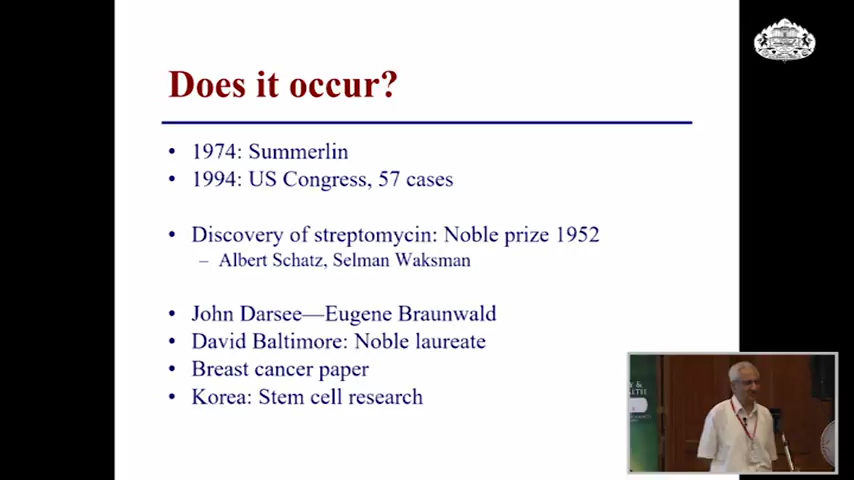 Does it occur?
• 1974: Summerlin
• 1994: US Congress, 57 cases
• Discovery of streptomycin: Noble prize 1952
– Albert Schatz, Selman Waksman
• John Darsee—Eugene Braunwald
• David Baltimore: Noble laureate
• Breast cancer paper
• Korea: Stem cell research